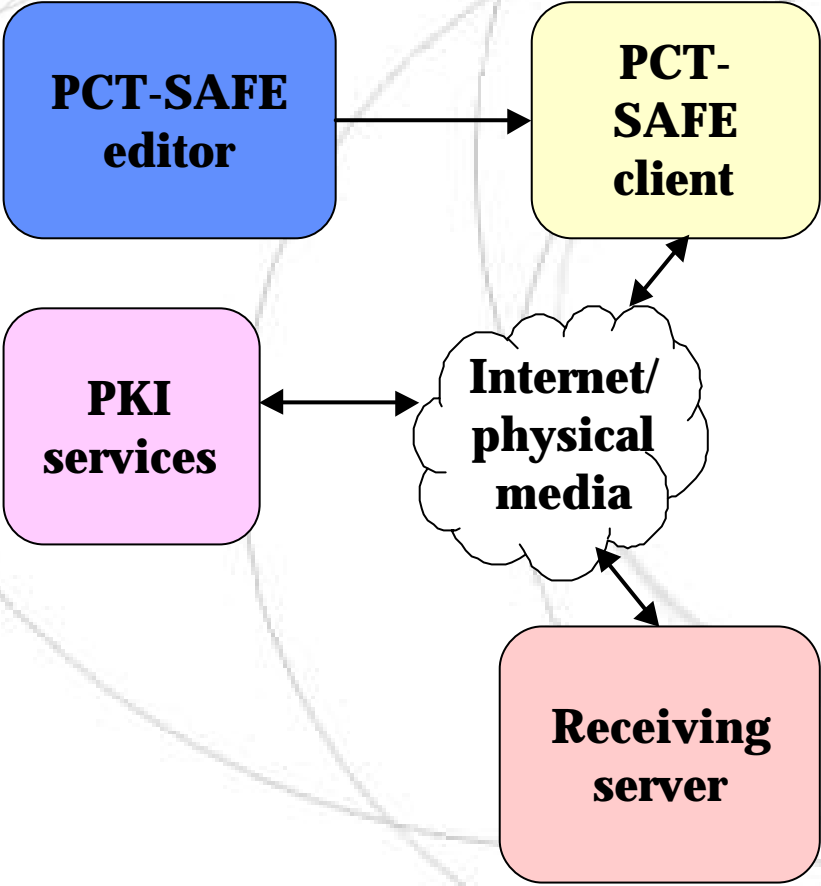 PCT-SAFE
editor
PCT-
SAFE
client
PKI
services
Internet/
physical
media
Receiving
server